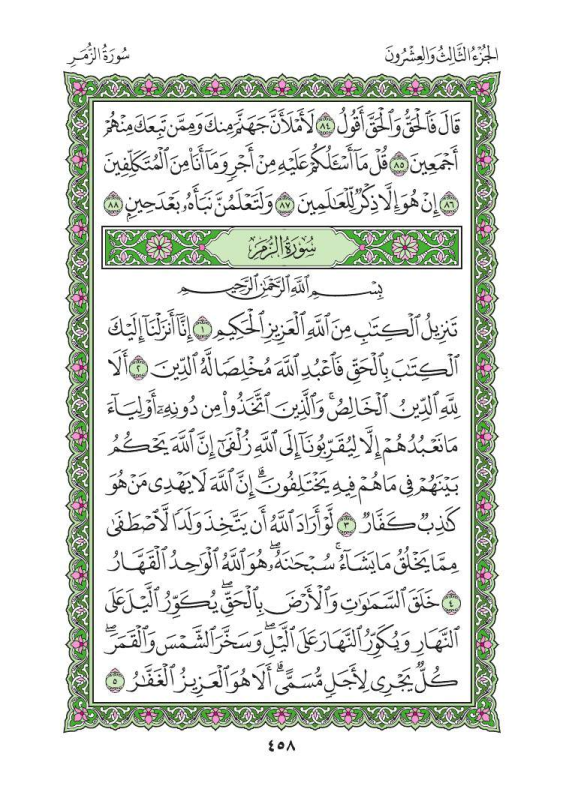 الجُزْءُ الثَّالِثُ وَالعِشْرُونَ
سُورَةُ الزُّمَرِ
قَالَ فَٱلْحَقُّ وَٱلْحَقَّ أَقُولُ ٨٤ لَأَمْلَأَنَّ جَهَنَّمَ مِنكَ وَمِمَّن تَبِعَكَ مِنْهُمْ
أَجْمَعِينَ ٨٥ قُلْ مَآ أَسْـَٔلُكُمْ عَلَيْهِ مِنْ أَجْرٍ وَمَآ أَنَا۠ مِنَ ٱلْمُتَكَلِّفِينَ
٨٦ إِنْ هُوَ إِلَّا ذِكْرٌ لِّلْعَـٰلَمِينَ ٨٧ وَلَتَعْلَمُنَّ نَبَأَهُۥ بَعْدَ حِينٍۭ ٨٨
سُورَةُ الزُّمَرِ
بِسْمِ ٱللَّهِ ٱلرَّحْمَـٰنِ ٱلرَّحِيمِ
تَنزِيلُ ٱلْكِتَـٰبِ مِنَ ٱللَّهِ ٱلْعَزِيزِ ٱلْحَكِيمِ ١ إِنَّآ أَنزَلْنَآ إِلَيْكَ
ٱلْكِتَـٰبَ بِٱلْحَقِّ فَٱعْبُدِ ٱللَّهَ مُخْلِصًا لَّهُ ٱلدِّينَ ٢ أَلَا
لِلَّهِ ٱلدِّينُ ٱلْخَالِصُ ۚ وَٱلَّذِينَ ٱتَّخَذُوا۟ مِن دُونِهِۦٓ أَوْلِيَآءَ
مَا نَعْبُدُهُمْ إِلَّا لِيُقَرِّبُونَآ إِلَى ٱللَّهِ زُلْفَىٰٓ إِنَّ ٱللَّهَ يَحْكُمُ
بَيْنَهُمْ فِى مَا هُمْ فِيهِ يَخْتَلِفُونَ ۗ إِنَّ ٱللَّهَ لَا يَهْدِى مَنْ هُوَ
كَـٰذِبٌ كَفَّارٌ ٣ لَّوْ أَرَادَ ٱللَّهُ أَن يَتَّخِذَ وَلَدًا لَّٱصْطَفَىٰ
مِمَّا يَخْلُقُ مَا يَشَآءُ ۚ سُبْحَـٰنَهُۥ ۖ هُوَ ٱللَّهُ ٱلْوَٰحِدُ ٱلْقَهَّارُ
٤ خَلَقَ ٱلسَّمَـٰوَٰتِ وَٱلْأَرْضَ بِٱلْحَقِّ ۖ يُكَوِّرُ ٱلَّيْلَ عَلَى
ٱلنَّهَارِ وَيُكَوِّرُ ٱلنَّهَارَ عَلَى ٱلَّيْلِ ۖ وَسَخَّرَ ٱلشَّمْسَ وَٱلْقَمَرَ ۖ
كُلٌّ يَجْرِى لِأَجَلٍ مُّسَمًّى ۗ أَلَا هُوَ ٱلْعَزِيزُ ٱلْغَفَّـٰرُ ٥
٤٥٨